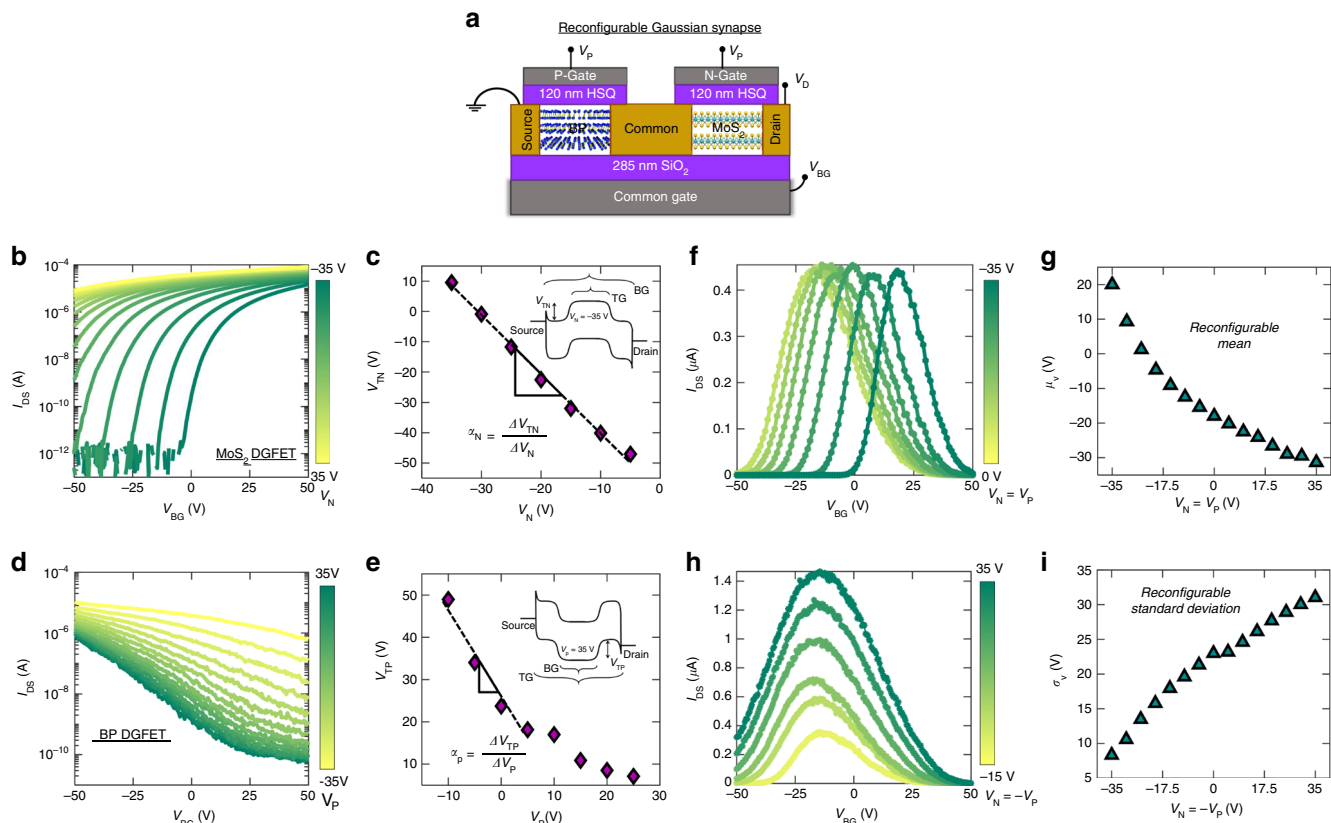 a
Reconfigurable Gaussian synapse
V_P
V_P
P-Gate
N-Gate
V_D
120 nm HSQ
120 nm HSQ
Source
BP
Common
MoS₂
Drain
285 nm SiO₂
V_BG
Common gate
b
10⁻⁴
10⁻⁶
10⁻⁸
10⁻¹⁰
10⁻¹²
I_DS (A)
MoS₂ DGFET
−50
−25
0
25
50
V_BG (V)
−35 V
35 V
V_N
c
10
0
−10
−20
−30
−40
−50
V_TN (V)
BG
TG
V_TN
V_N = −35 V
Source
Drain
α_N = ΔV_TN / ΔV_N
−40
−30
−20
−10
0
V_N (V)
f
0.4
0.3
0.2
0.1
0
I_DS (μA)
−50
−25
0
25
50
V_BG (V)
−35 V
0 V
V_N = V_P
g
20
10
0
−10
−20
−30
μ_v (V)
Reconfigurable
mean
−35
−17.5
0
17.5
35
V_N = V_P (V)
d
10⁻⁴
10⁻⁶
10⁻⁸
10⁻¹⁰
I_DS (A)
BP DGFET
−50
−25
0
25
50
V_BG (V)
35V
-35V
V_P
e
50
40
30
20
10
V_TP (V)
Source
V_P = 35 V
Drain
BG
V_TP
TG
α_p = ΔV_TP / ΔV_P
−10
0
10
20
30
(V)
h
1.4
1.2
1
0.8
0.6
0.4
0.2
0
I_DS (μA)
−50
−25
0
25
50
V_BG (V)
35 V
−15 V
V_N = −V_P
i
35
30
25
20
15
10
5
σ_v (V)
Reconfigurable
standard deviation
−35
−17.5
0
17.5
35
V_N = −V_P (V)